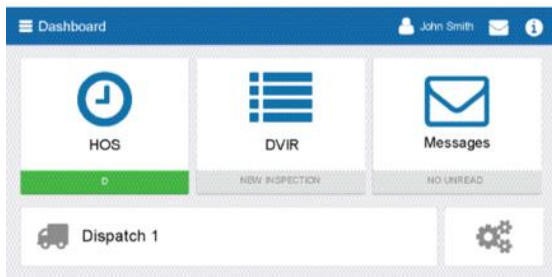 Dashboard John Smith
HOS DVIR Messages
D NEW INSPECTION NO UNREAD
Dispatch 1